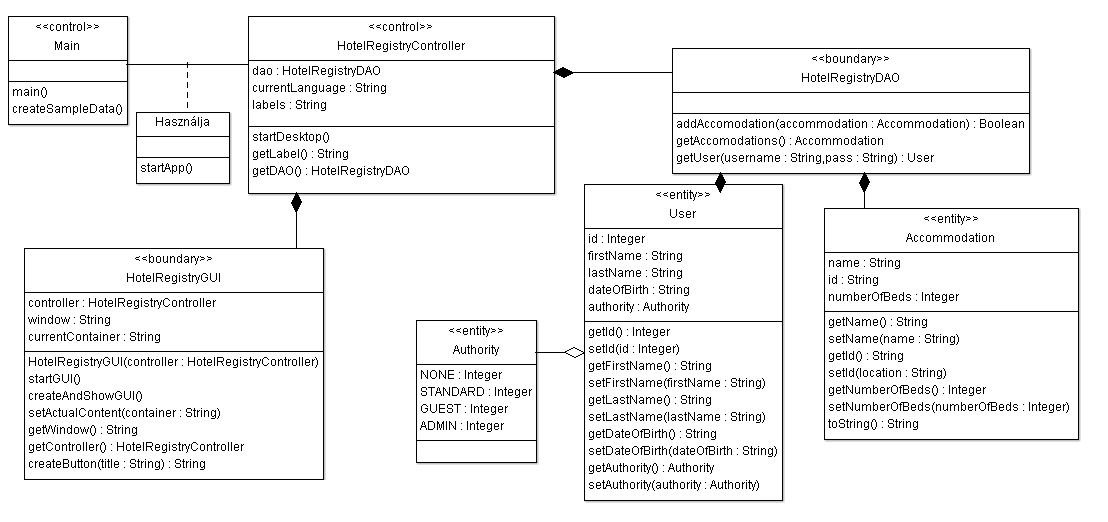 <<control>>
Main
main()
createSampleData()
Használja
startApp()
<<control>>
HotelRegistryController
dao : HotelRegistryDAO
currentLanguage : String
labels : String
startDesktop()
getLabel() : String
getDAO() : HotelRegistryDAO
<<boundary>>
HotelRegistryDAO
addAccomodation(accommodation : Accommodation) : Boolean
getAccomodations() : Accommodation
getUser(username : String,pass : String) : User
<<boundary>>
HotelRegistryGUI
controller : HotelRegistryController
window : String
currentContainer : String
HotelRegistryGUI(controller : HotelRegistryController)
startGUI()
createAndShowGUI()
setActualContent(container : String)
getWindow() : String
getController() : HotelRegistryController
createButton(title : String) : String
<<entity>>
Authority
NONE : Integer
STANDARD : Integer
GUEST : Integer
ADMIN : Integer
<<entity>>
User
id : Integer
firstName : String
lastName : String
dateOfBirth : String
authority : Authority
getId() : Integer
setId(id : Integer)
getFirstName() : String
setFirstName(firstName : String)
getLastName() : String
setLastName(lastName : String)
getDateOfBirth() : String
setDateOfBirth(dateOfBirth : String)
getAuthority() : Authority
setAuthority(authority : Authority)
<<entity>>
Accommodation
name : String
id : String
numberOfBeds : Integer
getName() : String
setName(name : String)
getId() : String
setId(location : String)
getNumberOfBeds() : Integer
setNumberOfBeds(numberOfBeds : Integer)
toString() : String